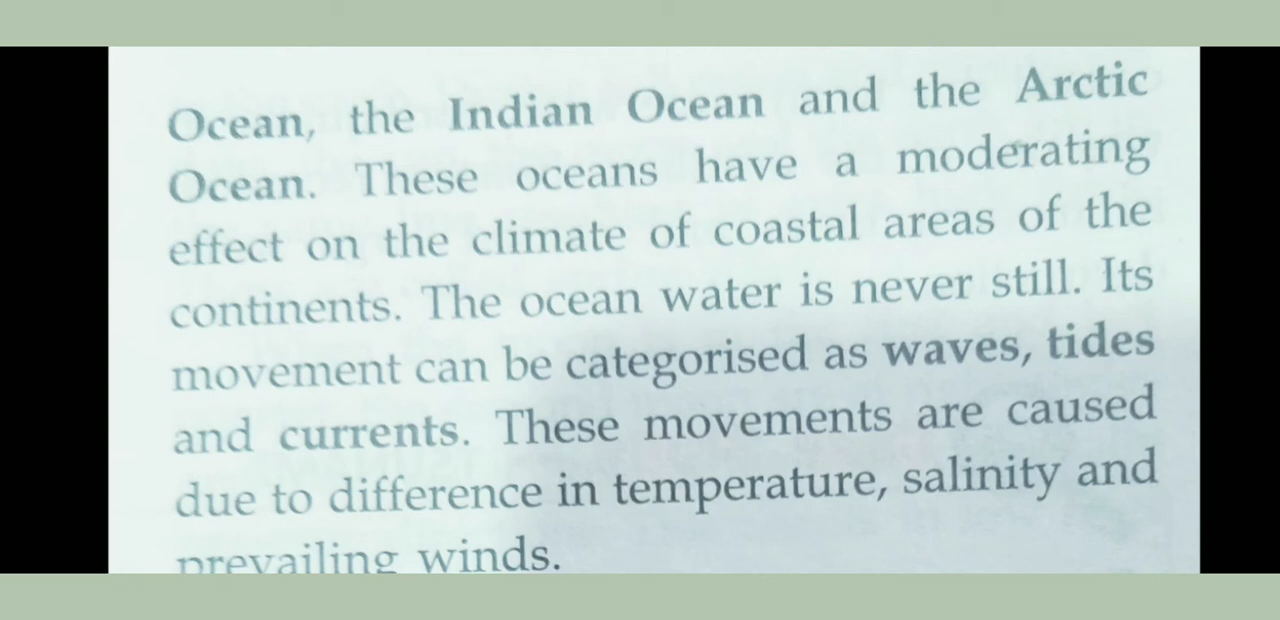 Ocean, the Indian Ocean and the Arctic
Ocean. These oceans have a moderating
effect on the climate of coastal areas of the
continents. The ocean water is never still. Its
movement can be categorised as waves, tides
and currents. These movements are caused
due to difference in temperature, salinity and
prevailing winds.